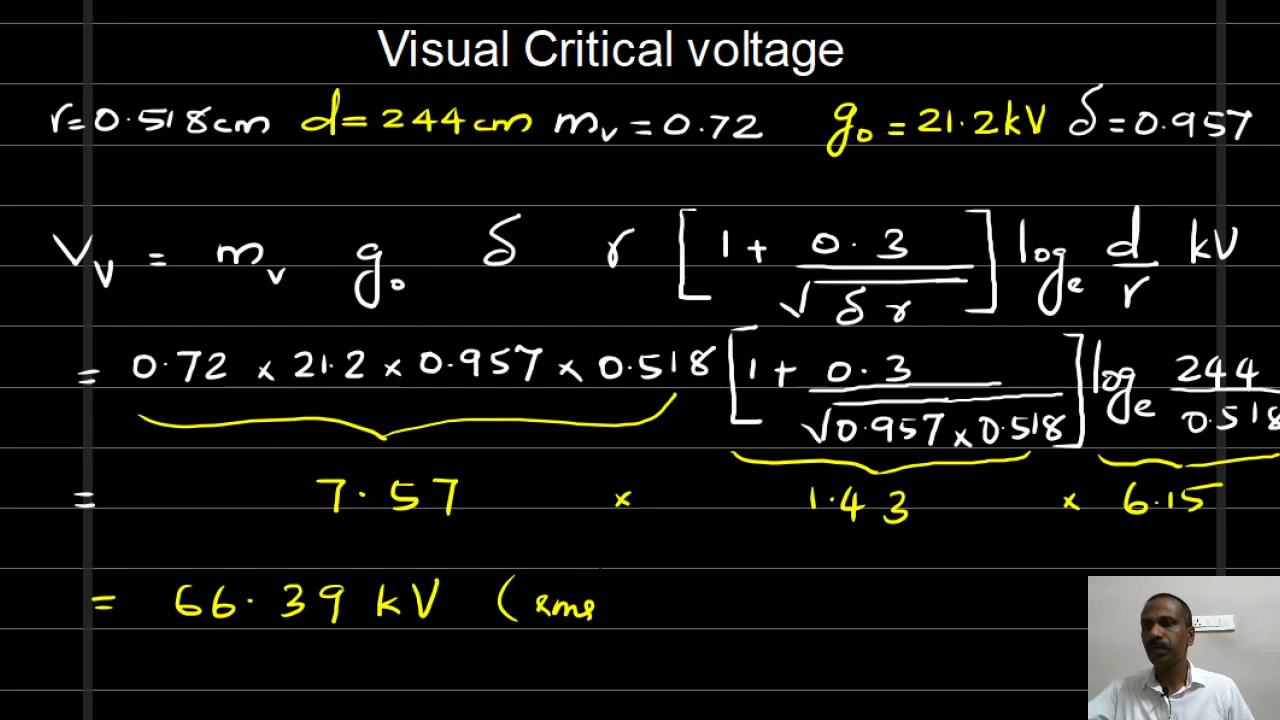 Visual Critical voltage
r=0.518cm d=244cm m_v=0.72 g_0=21.2kV δ=0.957
V_v = m_v g_0 δ r [1+ 0.3/√(δ r)] log_e d/r kV
= 0.72 × 21.2 × 0.957 × 0.518 [1+ 0.3/√(0.957×0.518)] log_e 244/0.518
= 7.57 × 1.43 × 6.15
= 66.39 kV (rms